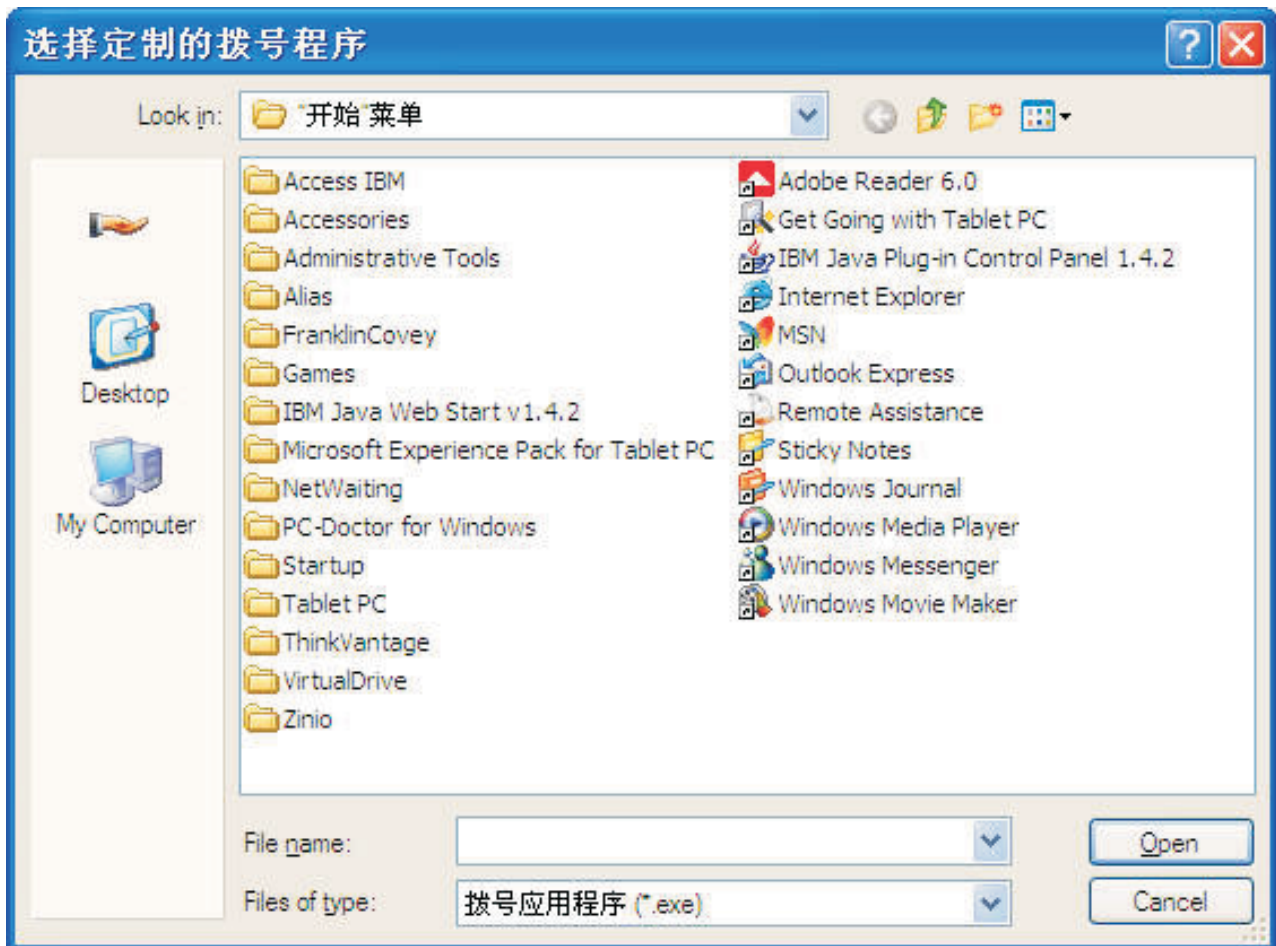 选择定制的拨号程序
Look in:
"开始"菜单
Access IBM
Accessories
Administrative Tools
Alias
FranklinCovey
Games
IBM Java Web Start v1.4.2
Microsoft Experience Pack for Tablet PC
NetWaiting
PC-Doctor for Windows
Startup
Tablet PC
ThinkVantage
VirtualDrive
Zinio
Adobe Reader 6.0
Get Going with Tablet PC
IBM Java Plug-in Control Panel 1.4.2
Internet Explorer
MSN
Outlook Express
Remote Assistance
Sticky Notes
Windows Journal
Windows Media Player
Windows Messenger
Windows Movie Maker
Desktop
My Computer
File name:
Open
Files of type:
拨号应用程序 (*.exe)
Cancel